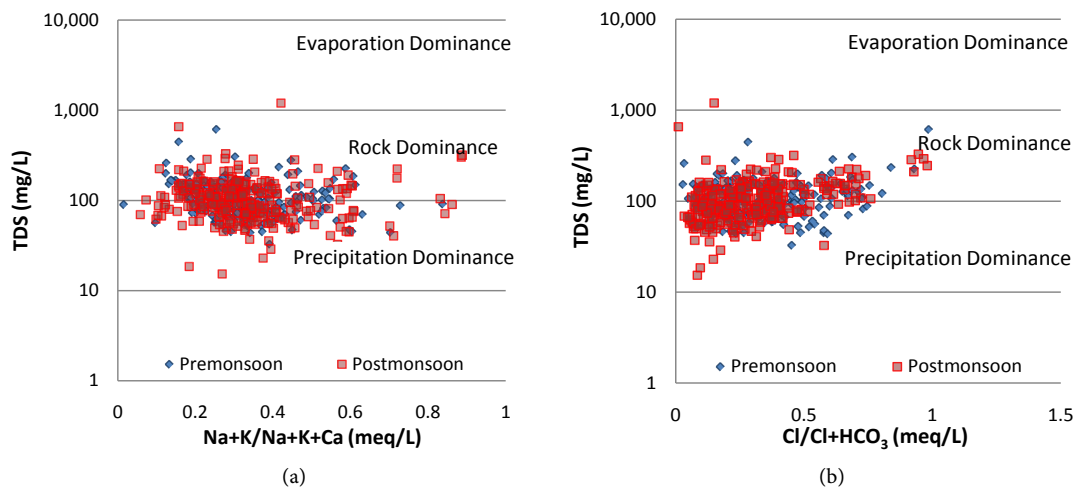 10,000
Evaporation Dominance
1,000
Rock Dominance
100
Precipitation Dominance
10
Premonsoon Postmonsoon
1
0 0.2 0.4 0.6 0.8 1
TDS (mg/L)
Na+K/Na+K+Ca (meq/L)
(a)
10,000
Evaporation Dominance
1,000
Rock Dominance
100
Precipitation Dominance
10
Premonsoon Postmonsoon
1
0 0.5 1 1.5
TDS (mg/L)
Cl/Cl+HCO₃ (meq/L)
(b)